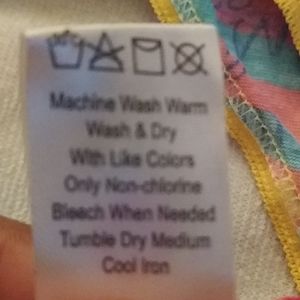 Machine Wash Warm
Wash & Dry
With Like Colors
Only Non-chlorine
Bleach When Needed
Tumble Dry Medium
Cool Iron